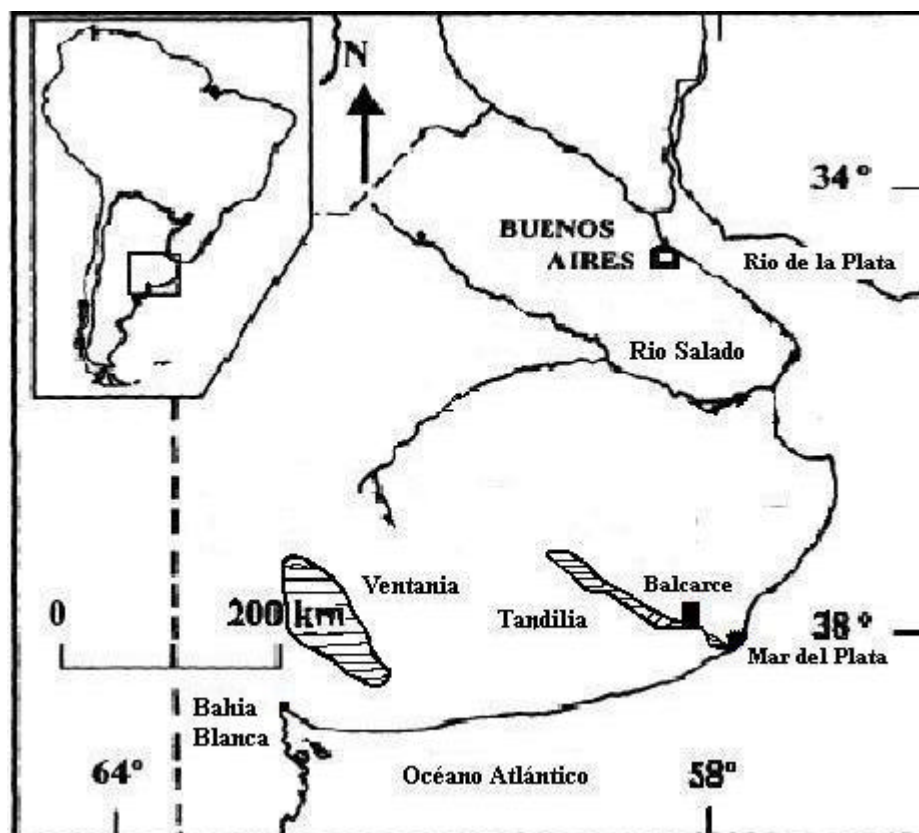 N
34°
BUENOS
AIRES
Rio de la Plata
Rio Salado
Ventania
Balcarce
0
200 km
Tandilia
38°
Mar del Plata
Bahia
Blanca
64°
Océano Atlántico
58°